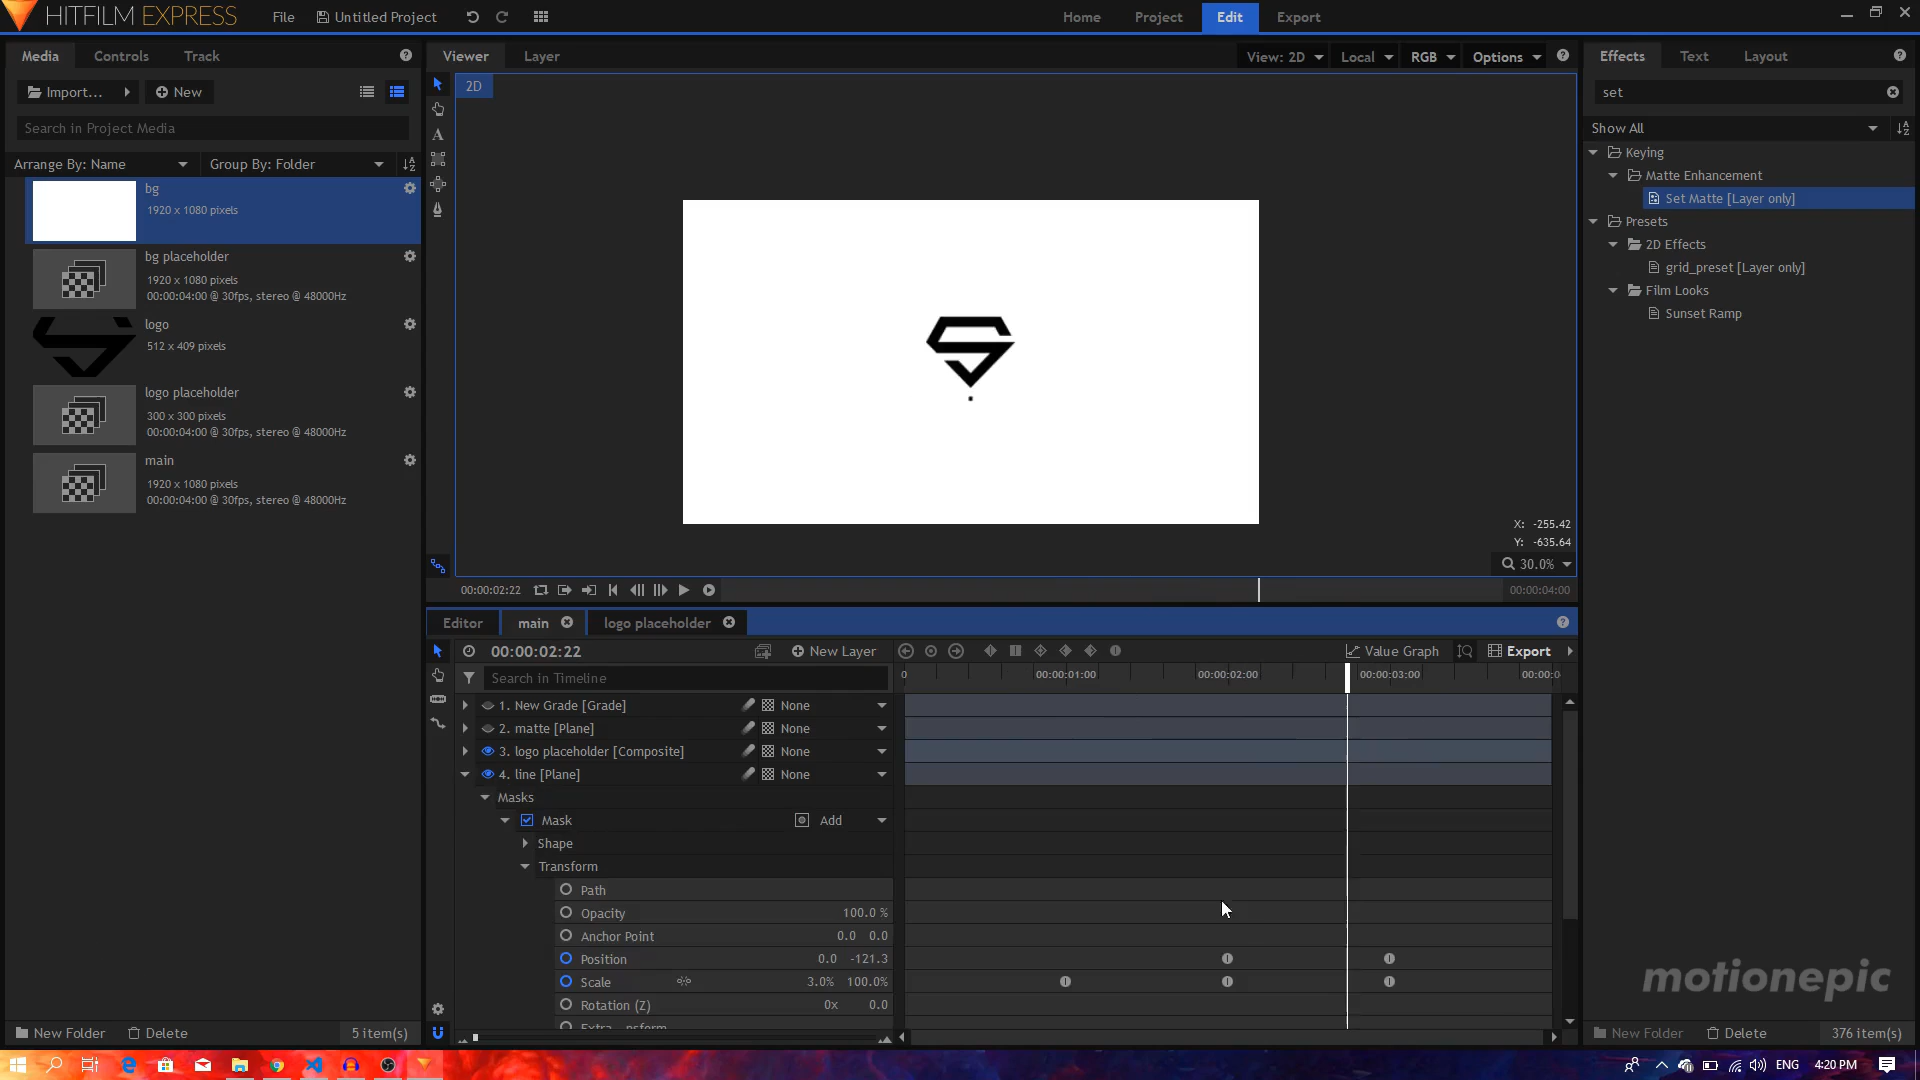 HITFILM EXPRESS
File
Untitled Project
Home
Project
Edit
Export
Media
Controls
Track
Import...
New
Search in Project Media
Arrange By: Name
Group By: Folder
bg
1920 x 1080 pixels
bg placeholder
1920 x 1080 pixels
00:00:04:00 @ 30fps, stereo @ 48000Hz
logo
512 x 409 pixels
logo placeholder
300 x 300 pixels
00:00:04:00 @ 30fps, stereo @ 48000Hz
main
1920 x 1080 pixels
00:00:04:00 @ 30fps, stereo @ 48000Hz
New Folder
Delete
5 item(s)
Viewer
Layer
View: 2D
Local
RGB
Options
2D
X: -255.42
Y: -635.64
30.0%
00:00:02:22
00:00:04:00
Editor
main
logo placeholder
00:00:02:22
New Layer
Value Graph
Export
Search in Timeline
0
00:00:01:00
00:00:02:00
00:00:03:00
00:00:0
1. New Grade [Grade]
None
2. matte [Plane]
None
3. logo placeholder [Composite]
None
4. line [Plane]
None
Masks
Mask
Add
Shape
Transform
Path
Opacity
100.0 %
Anchor Point
0.0 0.0
Position
0.0 -121.3
Scale
3.0% 100.0%
Rotation (Z)
0x 0.0
Effects
Text
Layout
set
Show All
Keying
Matte Enhancement
Set Matte [Layer only]
Presets
2D Effects
grid_preset [Layer only]
Film Looks
Sunset Ramp
motionepic
New Folder
Delete
376 item(s)
ENG
4:20 PM